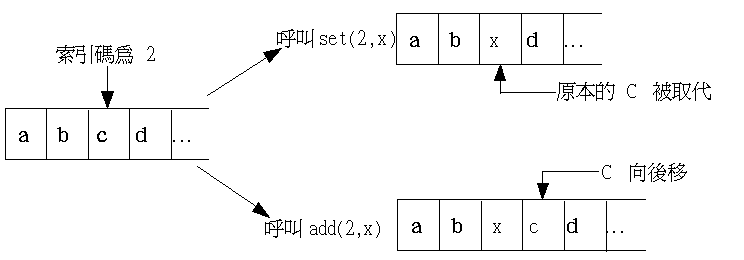 索引碼為 2
呼叫 set(2,x)
a b x d ...
原本的 C 被取代
a b c d ...
C 向後移
呼叫 add(2,x)
a b x c d ...